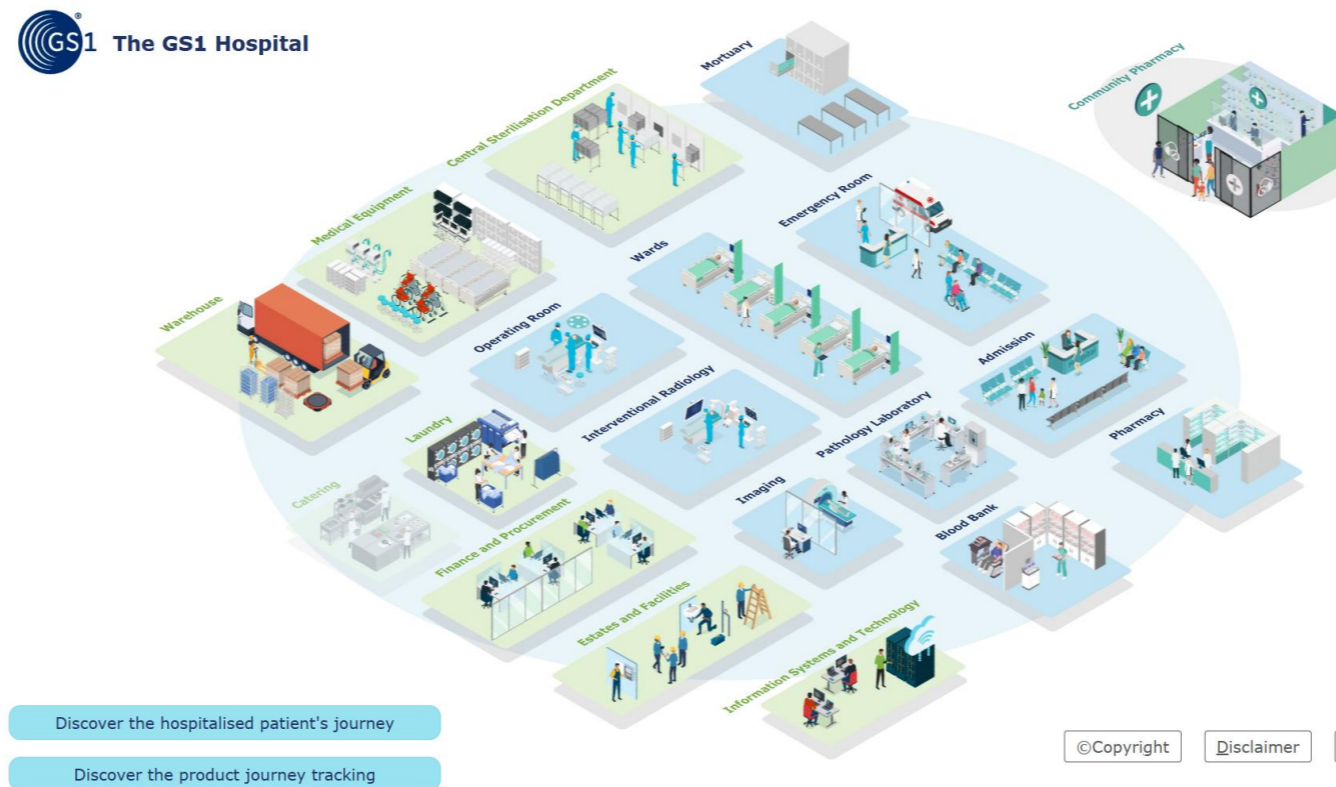 GS1®
The GS1 Hospital
Mortuary
Community Pharmacy
Central Sterilisation Department
Medical Equipment
Emergency Room
Wards
Warehouse
Operating Room
Admission
Interventional Radiology
Laundry
Pathology Laboratory
Pharmacy
Catering
Imaging
Finance and Procurement
Blood Bank
Estates and Facilities
Information Systems and Technology
Discover the hospitalised patient's journey
Discover the product journey tracking
©Copyright
Disclaimer